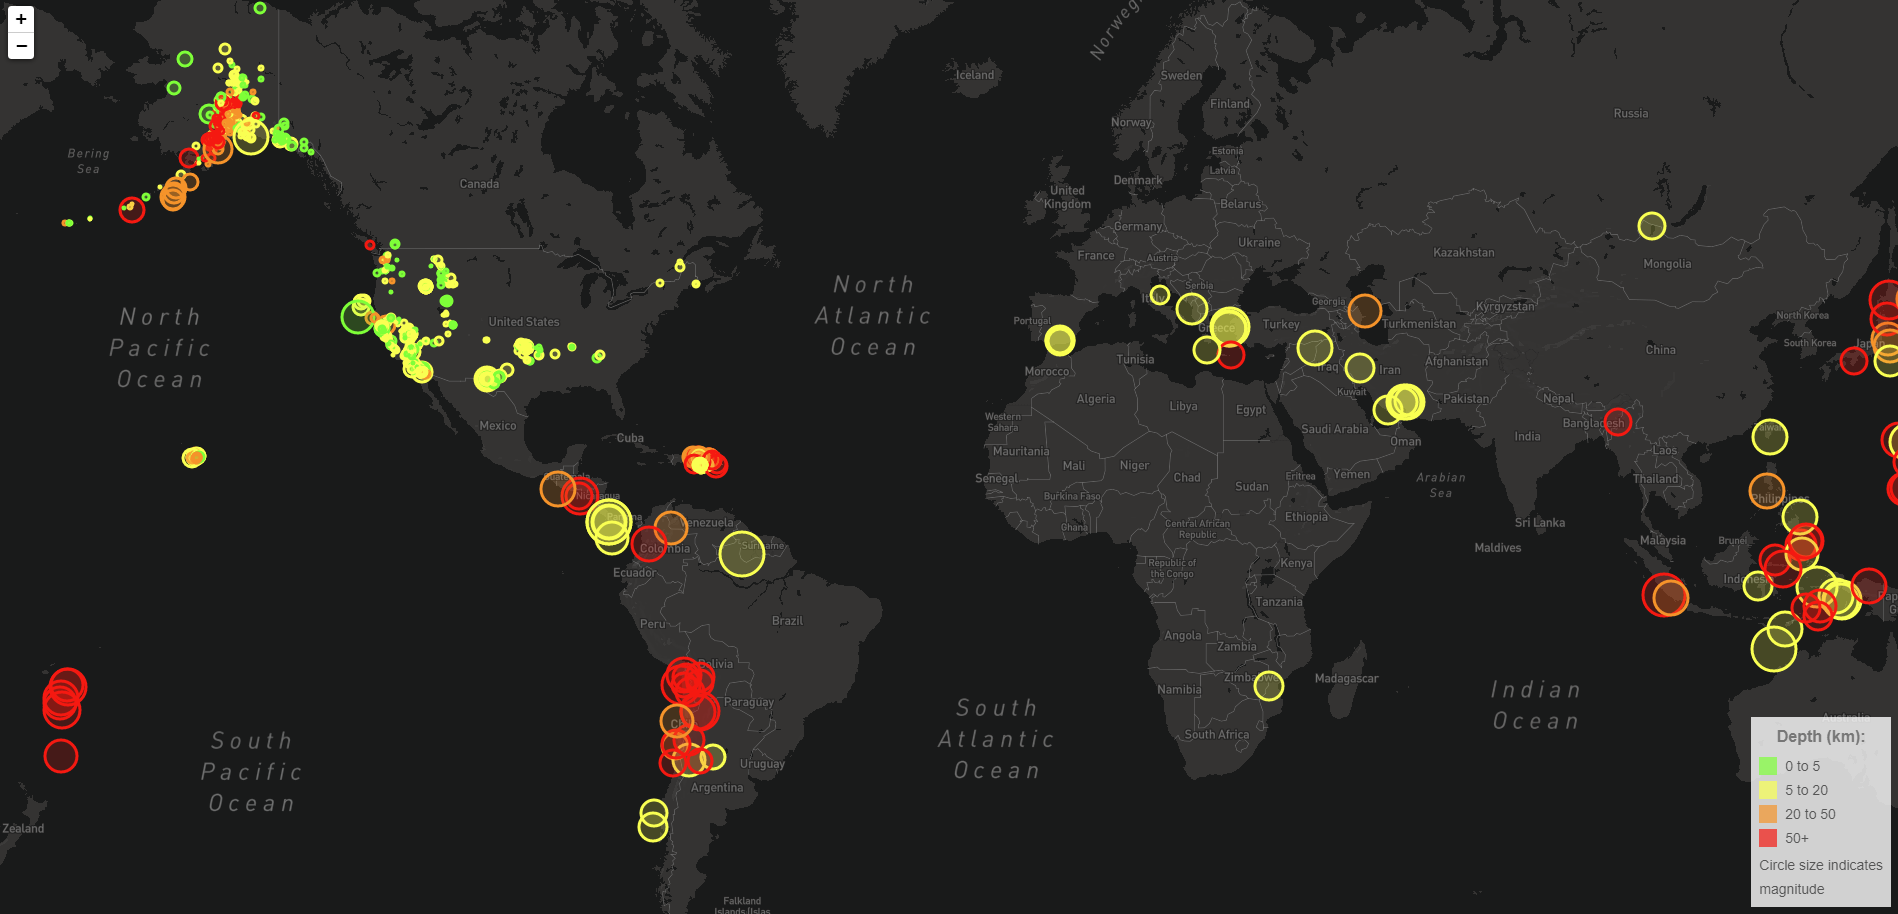 +
−
Norwegi
Iceland
Sweden
Finland
Norway
Russia
Estonia
Latvia
Bering
Sea
Canada
Denmark
United
Kingdom
Belarus
Germany
Ukraine
France
Austria
Kazakhstan
Mongolia
Serbia
North
Atlantic
Ocean
North
Pacific
Ocean
United States
Portugal
Greece
Turkey
Georgia
Kyrgyzstan
Turkmenistan
North Korea
South Korea
China
Tunisia
Morocco
Iraq
Iran
Afghanistan
Kuwait
Pakistan
Nepal
Algeria
Libya
Egypt
Western
Sahara
Saudi Arabia
Bangladesh
India
Oman
Mexico
Cuba
Mauritania
Mali
Niger
Chad
Sudan
Eritrea
Yemen
Arabian
Sea
Laos
Thailand
Philippines
Senegal
Burkina Faso
Nicaragua
Ghana
Central African
Republic
Ethiopia
Sri Lanka
Venezuela
Suriname
Colombia
Ecuador
Maldives
Malaysia
Brunei
Republic of
the Congo
Kenya
Indonesia
Tanzania
Peru
Brazil
Angola
Zambia
Bolivia
Zimbabwe
Madagascar
Namibia
Paraguay
South
Atlantic
Ocean
Indian
Ocean
South Africa
Australia
South
Pacific
Ocean
Uruguay
Argentina
Zealand
Falkland
Islands [Islas
Depth (km):
0 to 5
5 to 20
20 to 50
50+
Circle size indicates
magnitude